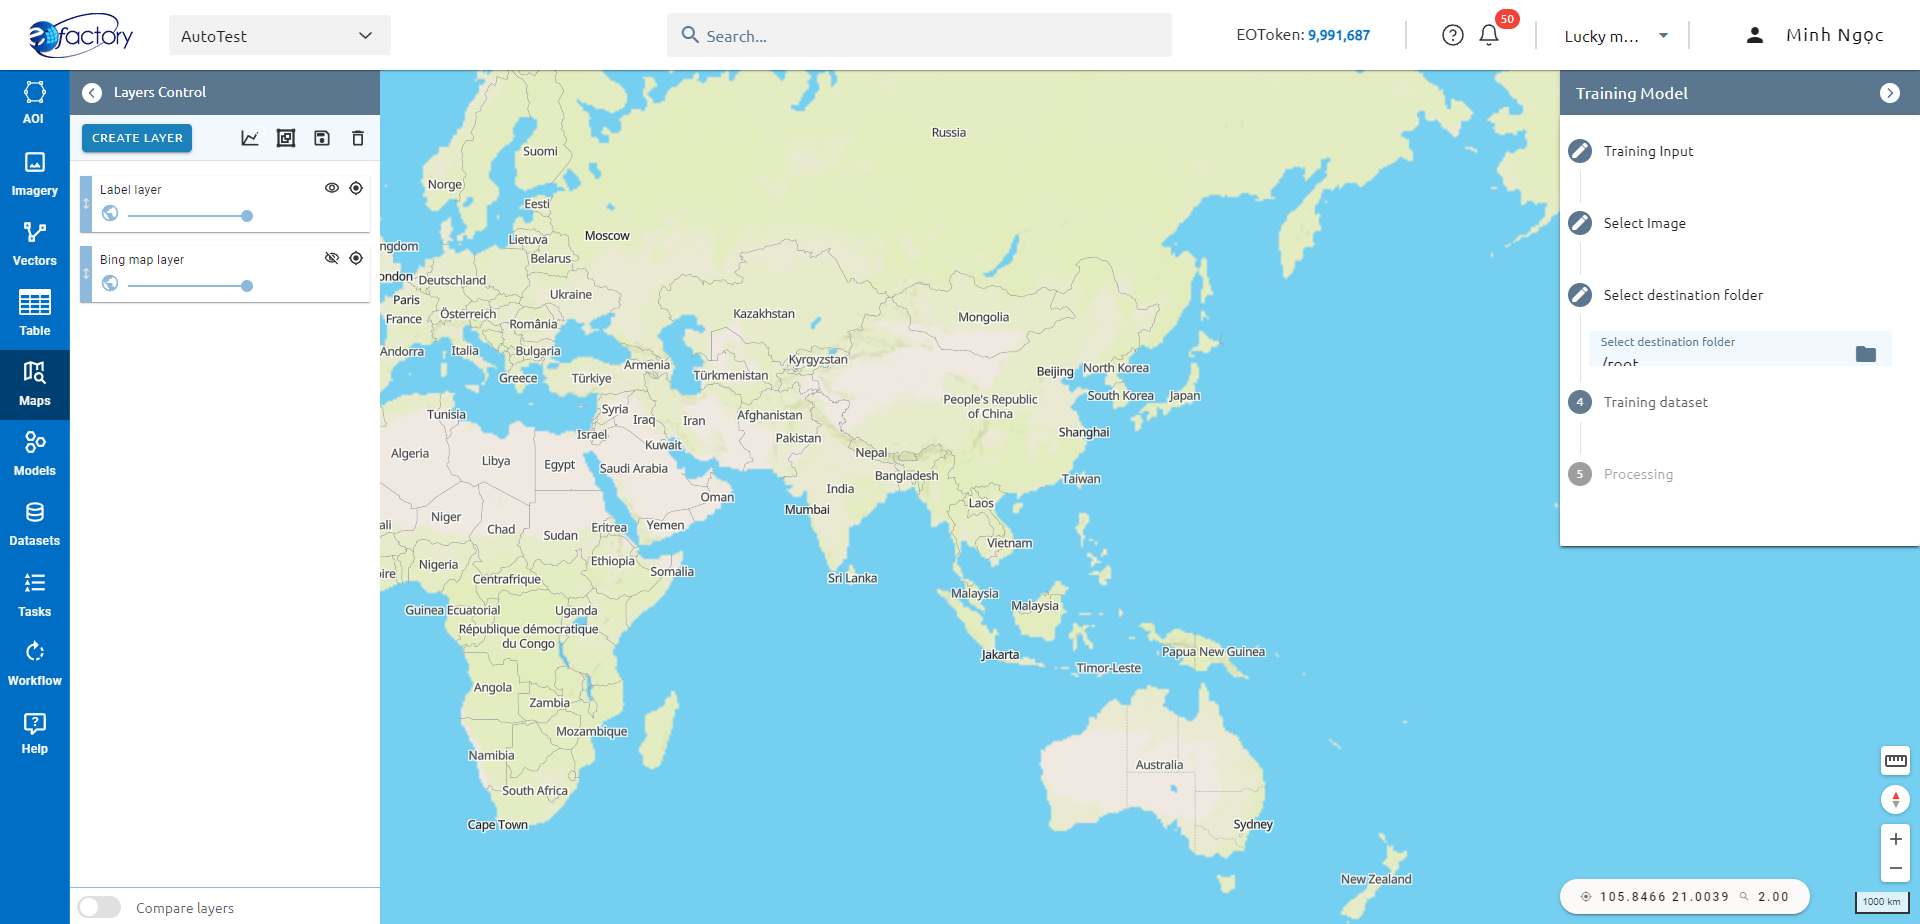 eofactory
AutoTest
Search...
EOToken: 9,991,687
50
Lucky m...
Minh Ngọc
AOI
Imagery
Vectors
Table
Maps
Models
Datasets
Tasks
Workflow
Help
Layers Control
CREATE LAYER
Label layer
Bing map layer
Compare layers
Russia
Suomi
Norge
Eesti
Moscow
Lietuva
ngdom
Belarus
ondon
Deutschland
Ukraine
Paris
Österreich
Kazakhstan
France
România
Mongolia
Andorra
Italia
Bulgaria
Kyrgyzstan
Armenia
North Korea
Beijing
Türkmenistan
Greece
Türkiye
South Korea
Japan
People's Republic
of China
Syria
Tunisia
Afghanistan
Iraq
Iran
Israel
Shanghai
Pakistan
Kuwait
Algeria
Nepal
Libya
Egypt
Saudi Arabia
Bangladesh
Taiwan
India
Oman
Laos
Mumbai
Niger
ali
Chad
Eritrea
Yemen
Sudan
Vietnam
Ethiopia
Nigeria
Somalia
ire
Centrafrique
Sri Lanka
Malaysia
Malaysia
Guinea Ecuatorial
Uganda
République démocratique
du Congo
Papua New Guinea
Jakarta
Timor-Leste
Angola
Zambia
Mozambique
Namibia
Australia
South Africa
Cape Town
Sydney
New Zealand
Training Model
Training Input
Select Image
Select destination folder
Select destination folder
/root
4 Training dataset
5 Processing
105.8466 21.0039 2.00
1000 km